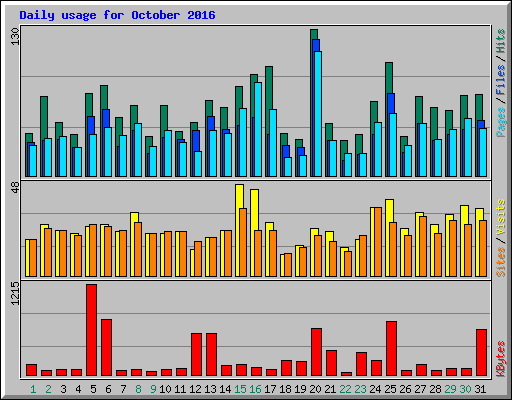 Daily usage for October 2016
130
Pages / Files / Hits
48
Sites / Visits
1215
KBytes
1 2 3 4 5 6 7 8 9 10 11 12 13 14 15 16 17 18 19 20 21 22 23 24 25 26 27 28 29 30 31